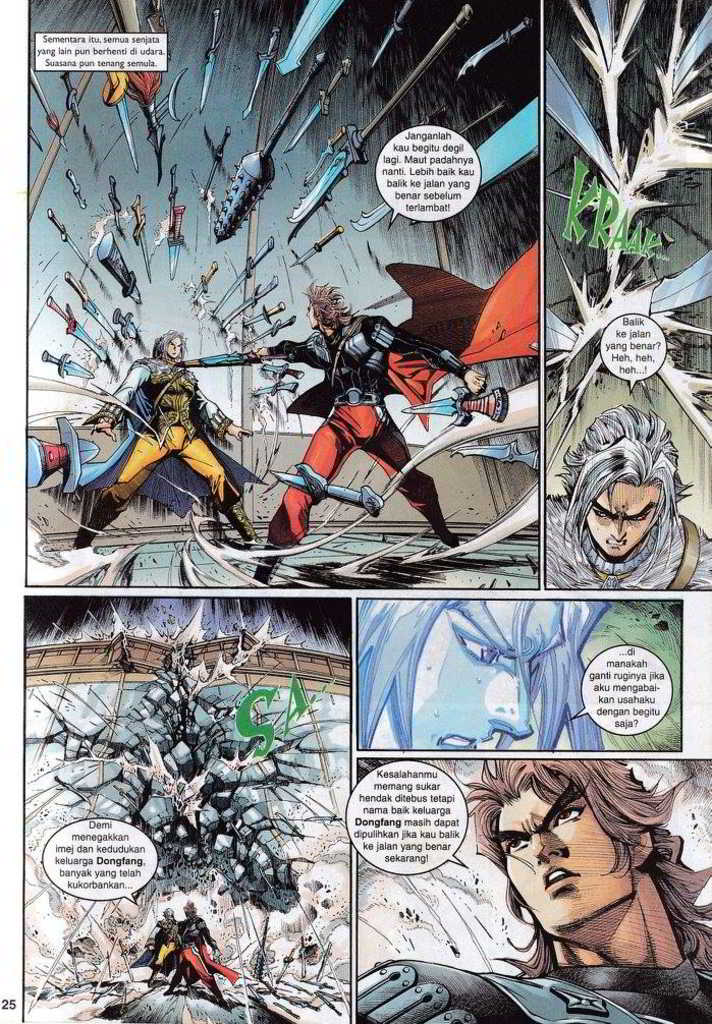 Sementara itu, semua senjata
yang lain pun berhenti di udara.
Suasana pun tenang semula.
Janganlah
kau begitu degil
lagi. Maut padahnya
nanti. Lebih baik kau
balik ke jalan yang
benar sebelum
terlambat!
KRAAK...
Balik
ke jalan
yang benar?
Heh, heh,
heh...!
SA...
Demi
menegakkan
imej dan kedudukan
keluarga Dongfang,
banyak yang telah
kukorbankan...
...di
manakah
ganti ruginya jika
aku mengabai-
kan usahaku
dengan begitu
saja?
Kesalahanmu
memang sukar
hendak ditebus tetapi
nama baik keluarga
Dongfang masih dapat
dipulihkan jika kau balik
ke jalan yang benar
sekarang!
25